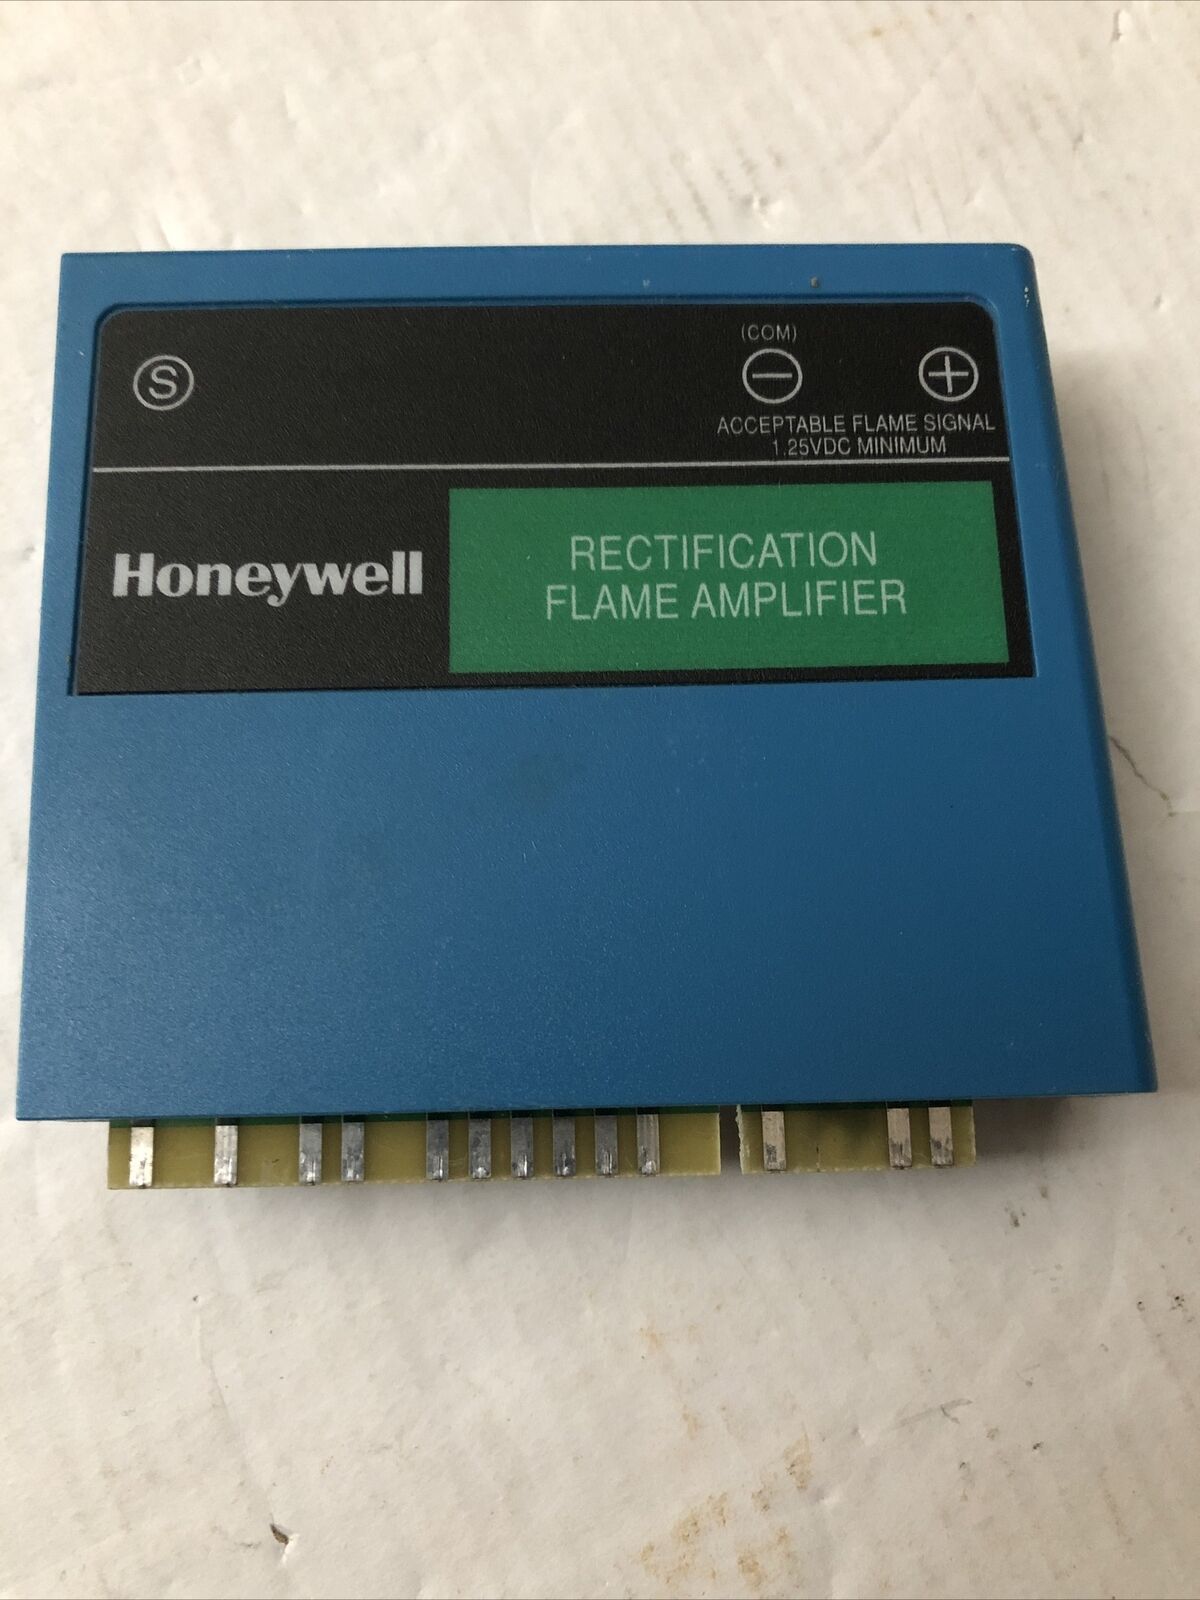 S
(COM)
− +
ACCEPTABLE FLAME SIGNAL
1.25VDC MINIMUM
Honeywell
RECTIFICATION
FLAME AMPLIFIER